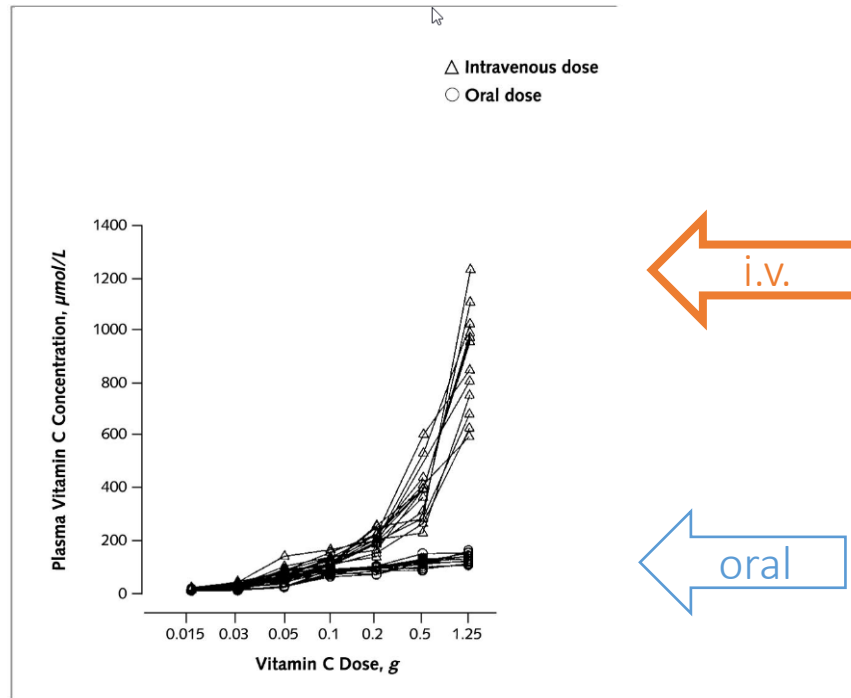 Intravenous dose
Oral dose
Plasma Vitamin C Concentration, µmol/L
1400
1200
1000
800
600
400
200
0
0.015 0.03 0.05 0.1 0.2 0.5 1.25
Vitamin C Dose, g
i.v.
oral